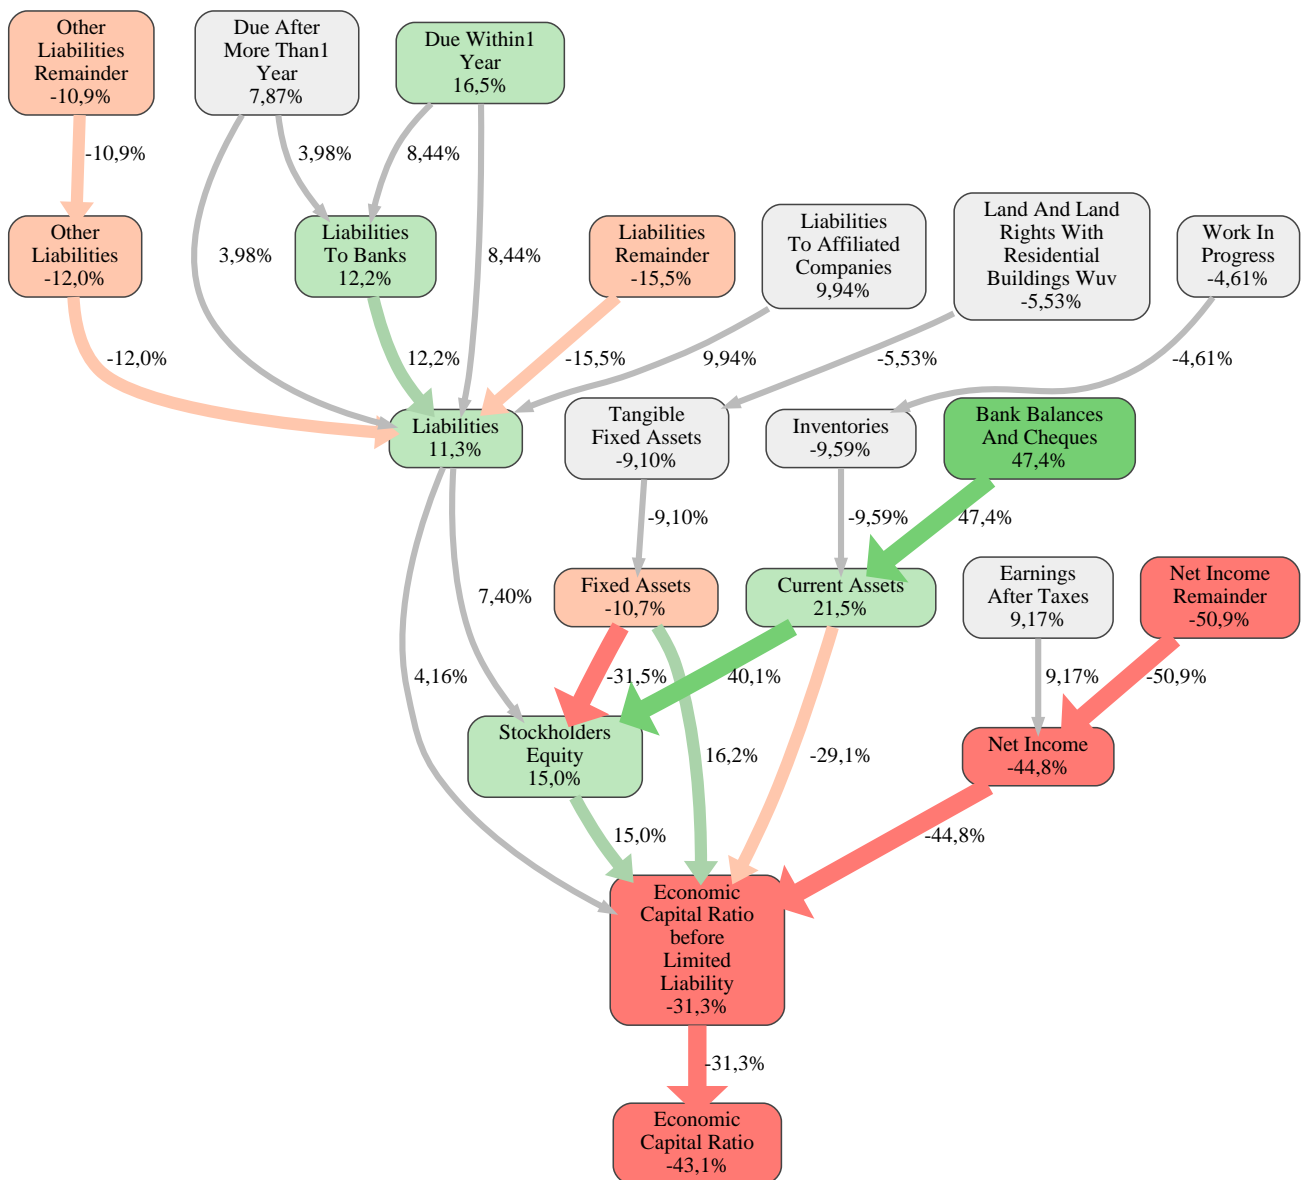 Other
Liabilities
Remainder
-10,9%
Due After
More Than1
Year
7,87%
Due Within1
Year
16,5%
-10,9%
3,98%
8,44%
Other
Liabilities
-12,0%
3,98%
Liabilities
To Banks
12,2%
8,44%
Liabilities
Remainder
-15,5%
Liabilities
To Affiliated
Companies
9,94%
Land And Land
Rights With
Residential
Buildings Wuv
-5,53%
Work In
Progress
-4,61%
-12,0%
12,2%
-15,5%
9,94%
-5,53%
-4,61%
Liabilities
11,3%
Tangible
Fixed Assets
-9,10%
Inventories
-9,59%
Bank Balances
And Cheques
47,4%
-9,10%
-9,59%
47,4%
7,40%
Fixed Assets
-10,7%
Current Assets
21,5%
Earnings
After Taxes
9,17%
Net Income
Remainder
-50,9%
4,16%
-31,5%
40,1%
9,17%
-50,9%
Stockholders
Equity
15,0%
16,2%
-29,1%
Net Income
-44,8%
15,0%
-44,8%
Economic
Capital Ratio
before
Limited
Liability
-31,3%
-31,3%
Economic
Capital Ratio
-43,1%